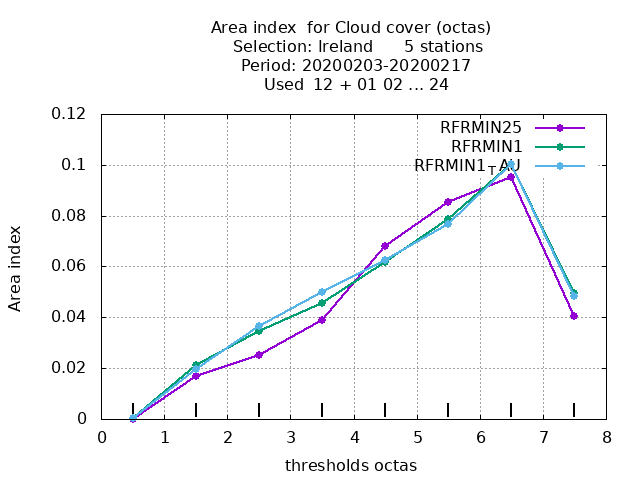 Area index  for Cloud cover (octas)
Selection: Ireland      5 stations
Period: 20200203-20200217
Used  12 + 01 02 ... 24
RFRMIN25
RFRMIN1
RFRMIN1TAU
Area index
0.12
0.1
0.08
0.06
0.04
0.02
0
0 1 2 3 4 5 6 7 8
thresholds octas